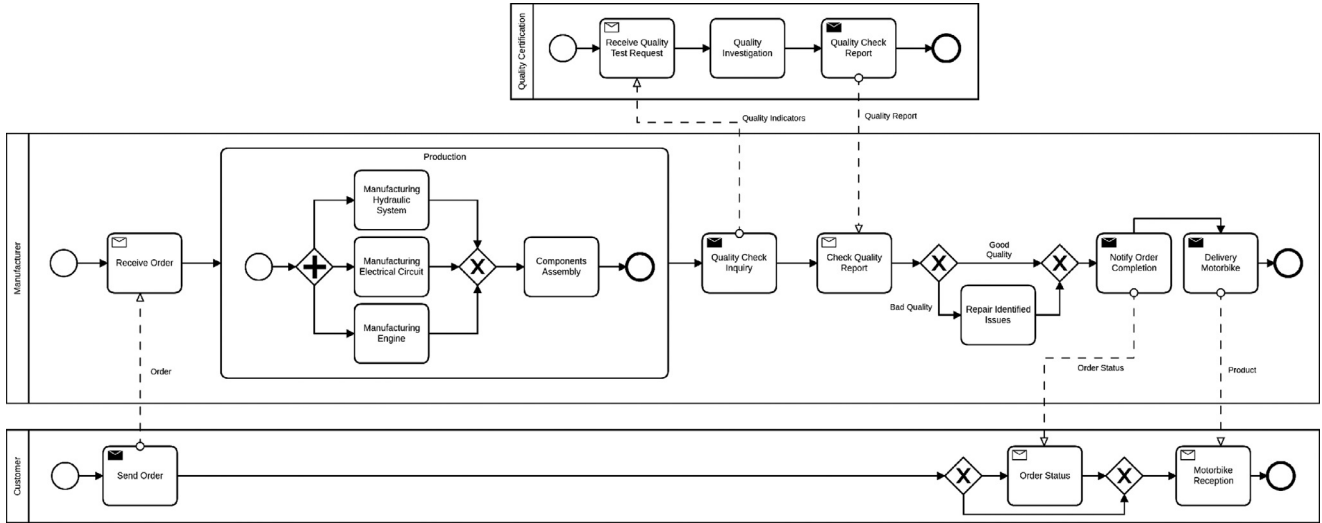 Quality Certification
Receive Quality
Test Request
Quality
Investigation
Quality Check
Report
Quality Indicators
Quality Report
Manufacturer
Receive Order
Production
Manufacturing
Hydraulic
System
Manufacturing
Electrical Circuit
Manufacturing
Engine
X
Components
Assembly
Quality Check
Inquiry
Check Quality
Report
X
Good
Quality
Bad Quality
Repair Identified
Issues
X
Notify Order
Completion
Delivery
Motorbike
Order
Order Status
Product
Customer
Send Order
X
Order Status
X
Motorbike
Reception